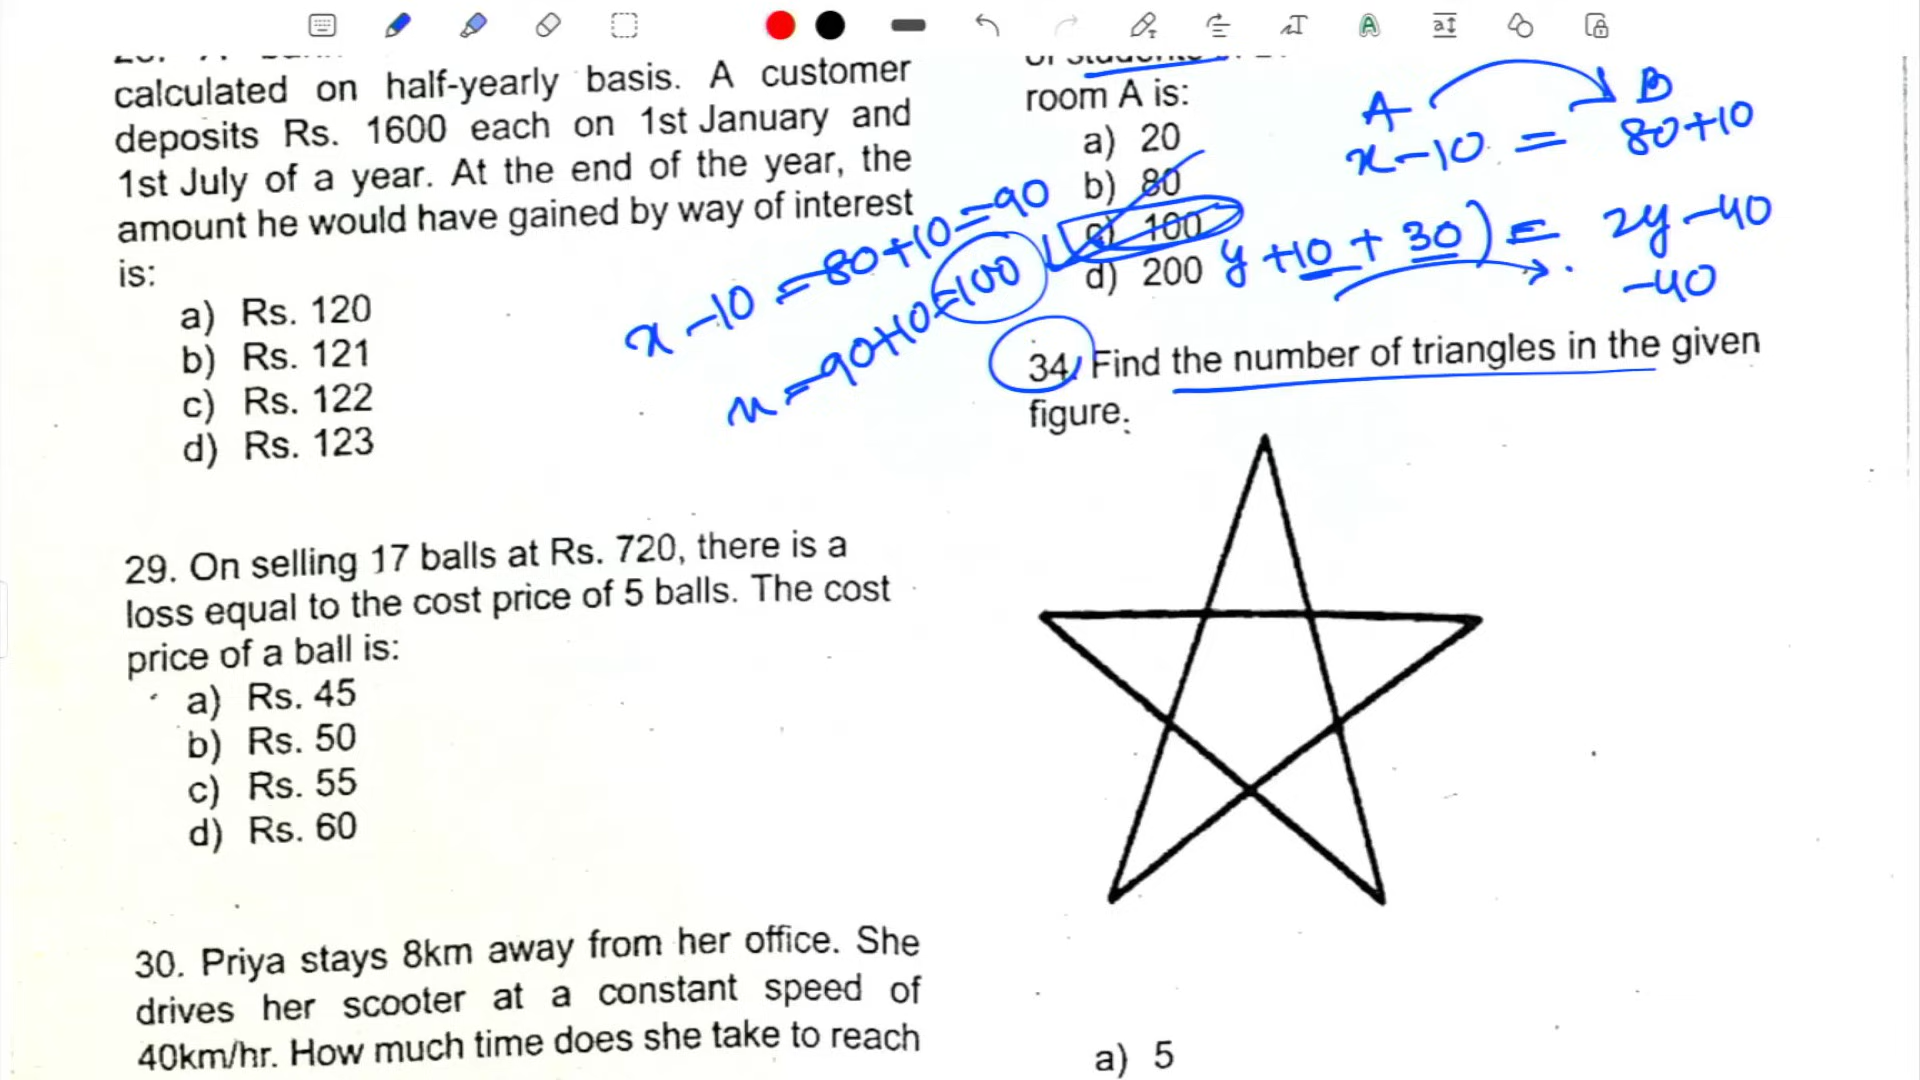 calculated on half-yearly basis. A customer
deposits Rs. 1600 each on 1st January and
1st July of a year. At the end of the year, the
amount he would have gained by way of interest
is:
a) Rs. 120
b) Rs. 121
c) Rs. 122
d) Rs. 123
29. On selling 17 balls at Rs. 720, there is a
loss equal to the cost price of 5 balls. The cost
price of a ball is:
a) Rs. 45
b) Rs. 50
c) Rs. 55
d) Rs. 60
30. Priya stays 8km away from her office. She
drives her scooter at a constant speed of
40km/hr. How much time does she take to reach
x - 10 = 80+10 = 90
x = 90+10 = 100
of students
room A is:
a) 20
b) 80
c) 100
d) 200
A B
x - 10 = 80+10
y + 10 + 30) = 2y - 40
- 40
34. Find the number of triangles in the given
figure.
a) 5